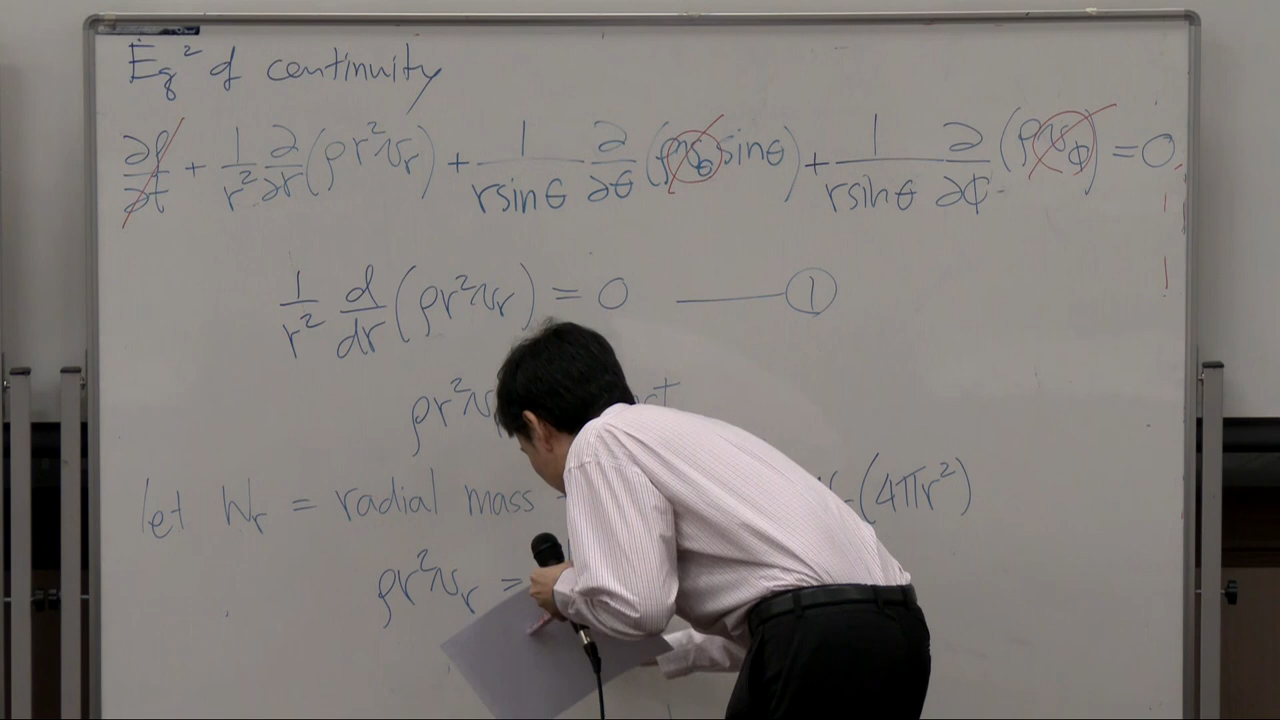 Eqⁿ of continuity
∂ρ/∂t + 1/r² ∂/∂r (ρr²v_r) + 1/(r sinθ) ∂/∂θ (ρv_θ sinθ) + 1/(r sinθ) ∂/∂ϕ (ρv_ϕ) = 0
1/r² d/dr (ρr²v_r) = 0 —— ①
ρr²v
let W_r = radial mass (4πr²)
ρr²v_r =